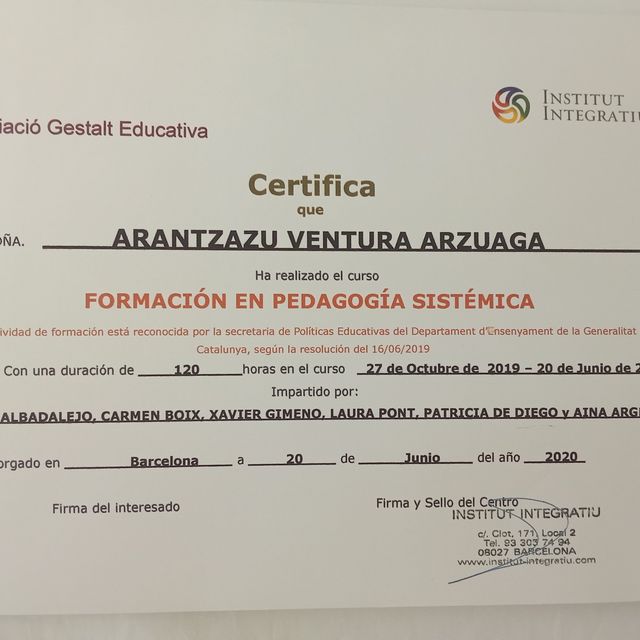 INSTITUT
INTEGRATIU
iació Gestalt Educativa
Certifica
que
OÑA. ARANTZAZU VENTURA ARZUAGA
Ha realizado el curso
FORMACIÓN EN PEDAGOGÍA SISTÉMICA
ividad de formación está reconocida por la secretaria de Políticas Educativas del Departament d'Ensenyament de la Generalitat
Catalunya, según la resolución del 16/06/2019
Con una duración de 120 horas en el curso 27 de Octubre de 2019 – 20 de Junio de 2
Impartido por:
ALBADALEJO, CARMEN BOIX, XAVIER GIMENO, LAURA PONT, PATRICIA DE DIEGO y AINA ARG
orgado en Barcelona a 20 de Junio del año 2020
Firma del interesado
Firma y Sello del Centro
INSTITUT INTEGRATIU
c/. Clot, 171, Local 2
Tel. 93 303 74 94
08027 BARCELONA
www.institut-integratiu.com